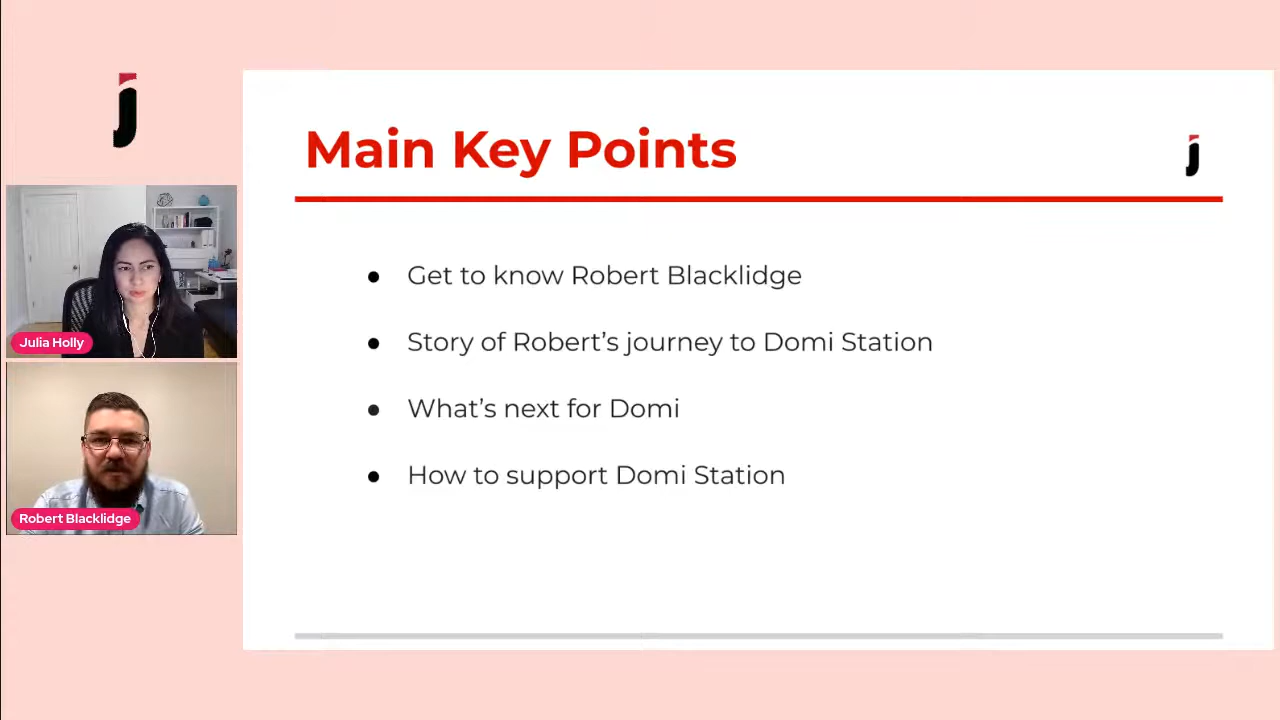 j
Main Key Points
j
● Get to know Robert Blacklidge
● Story of Robert’s journey to Domi Station
● What’s next for Domi
● How to support Domi Station
Julia Holly
Robert Blacklidge